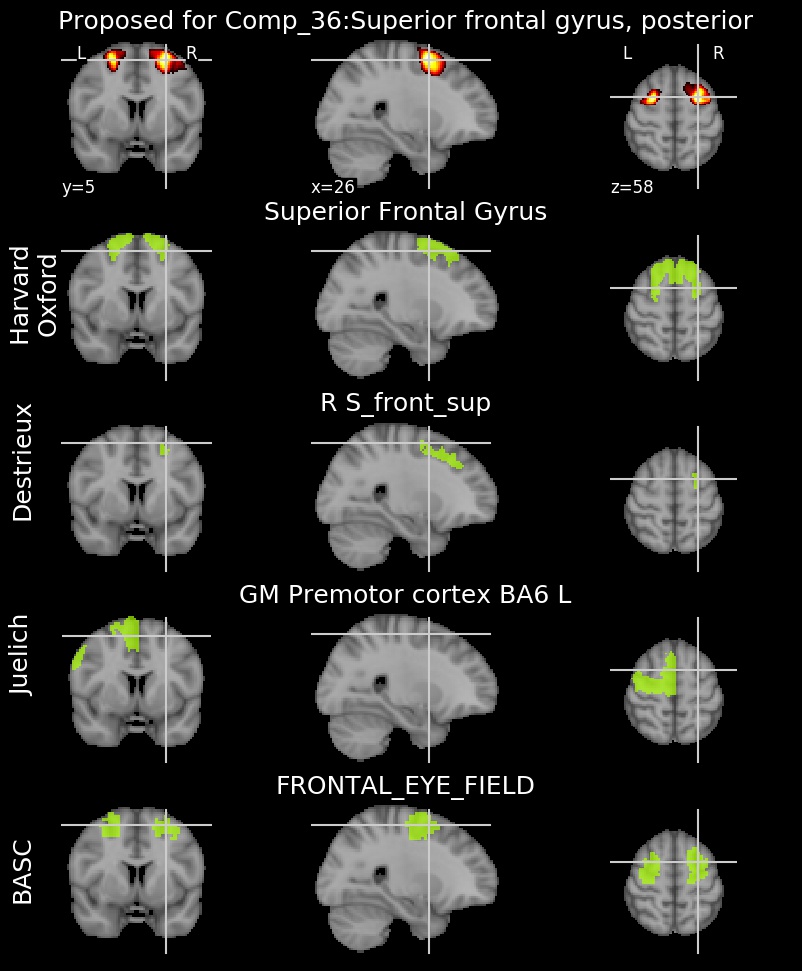 Proposed for Comp_36:Superior frontal gyrus, posterior
L R L R
y=5 x=26 z=58
Superior Frontal Gyrus
Harvard
Oxford
R S_front_sup
Destrieux
GM Premotor cortex BA6 L
Juelich
FRONTAL_EYE_FIELD
BASC